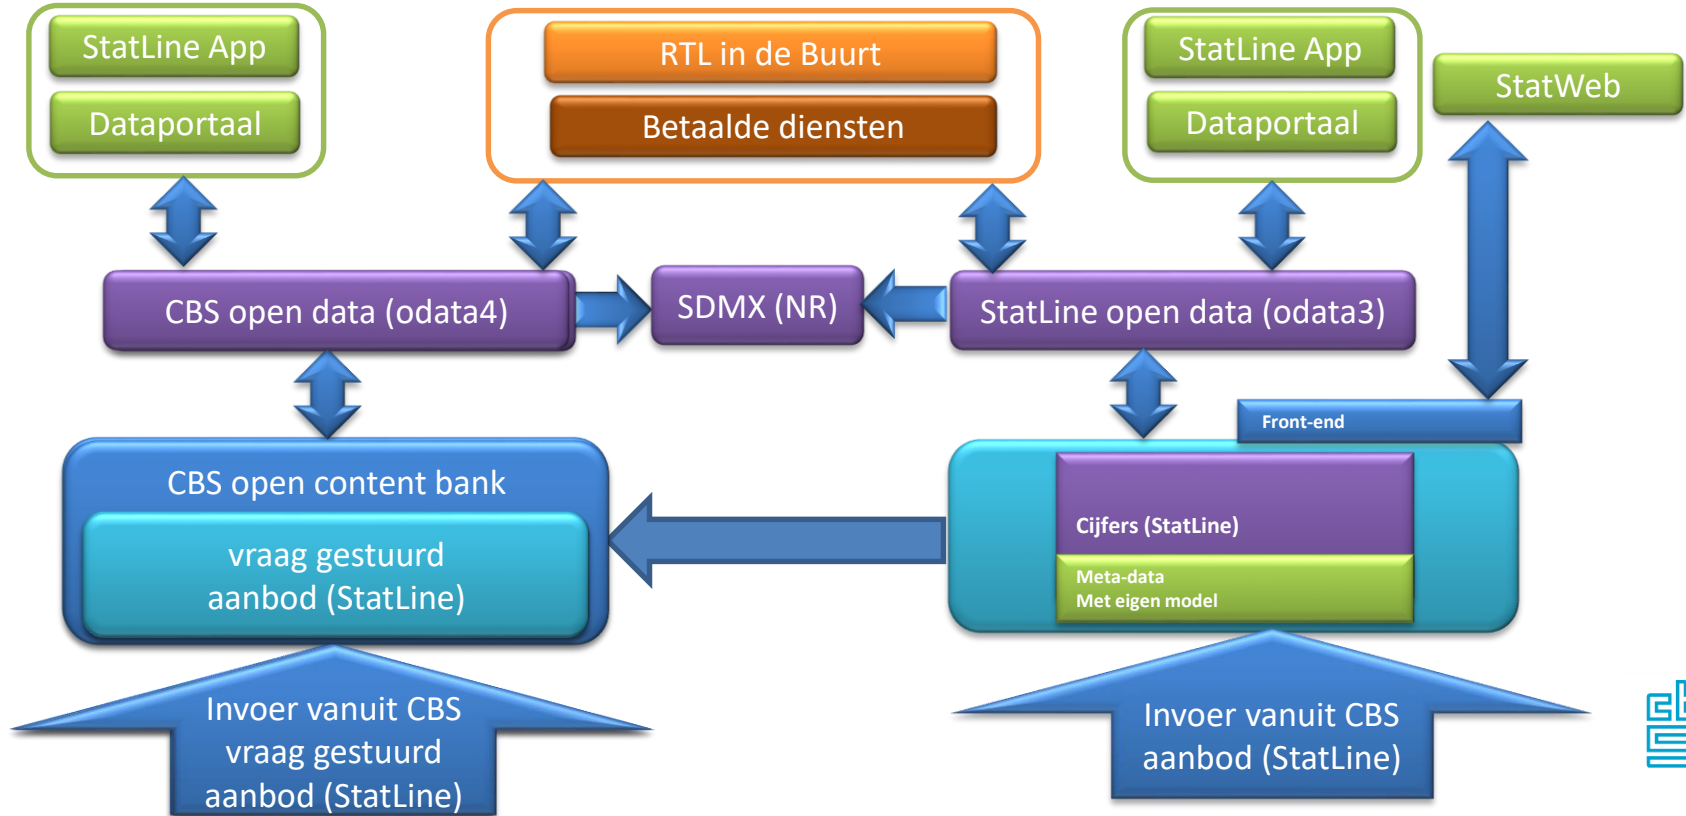 StatLine App
Dataportaal
RTL in de Buurt
Betaalde diensten
StatLine App
Dataportaal
StatWeb
CBS open data (odata4)
SDMX (NR)
StatLine open data (odata3)
Front-end
CBS open content bank
vraag gestuurd
aanbod (StatLine)
Cijfers (StatLine)
Meta-data
Met eigen model
Invoer vanuit CBS
vraag gestuurd
aanbod (StatLine)
Invoer vanuit CBS
aanbod (StatLine)